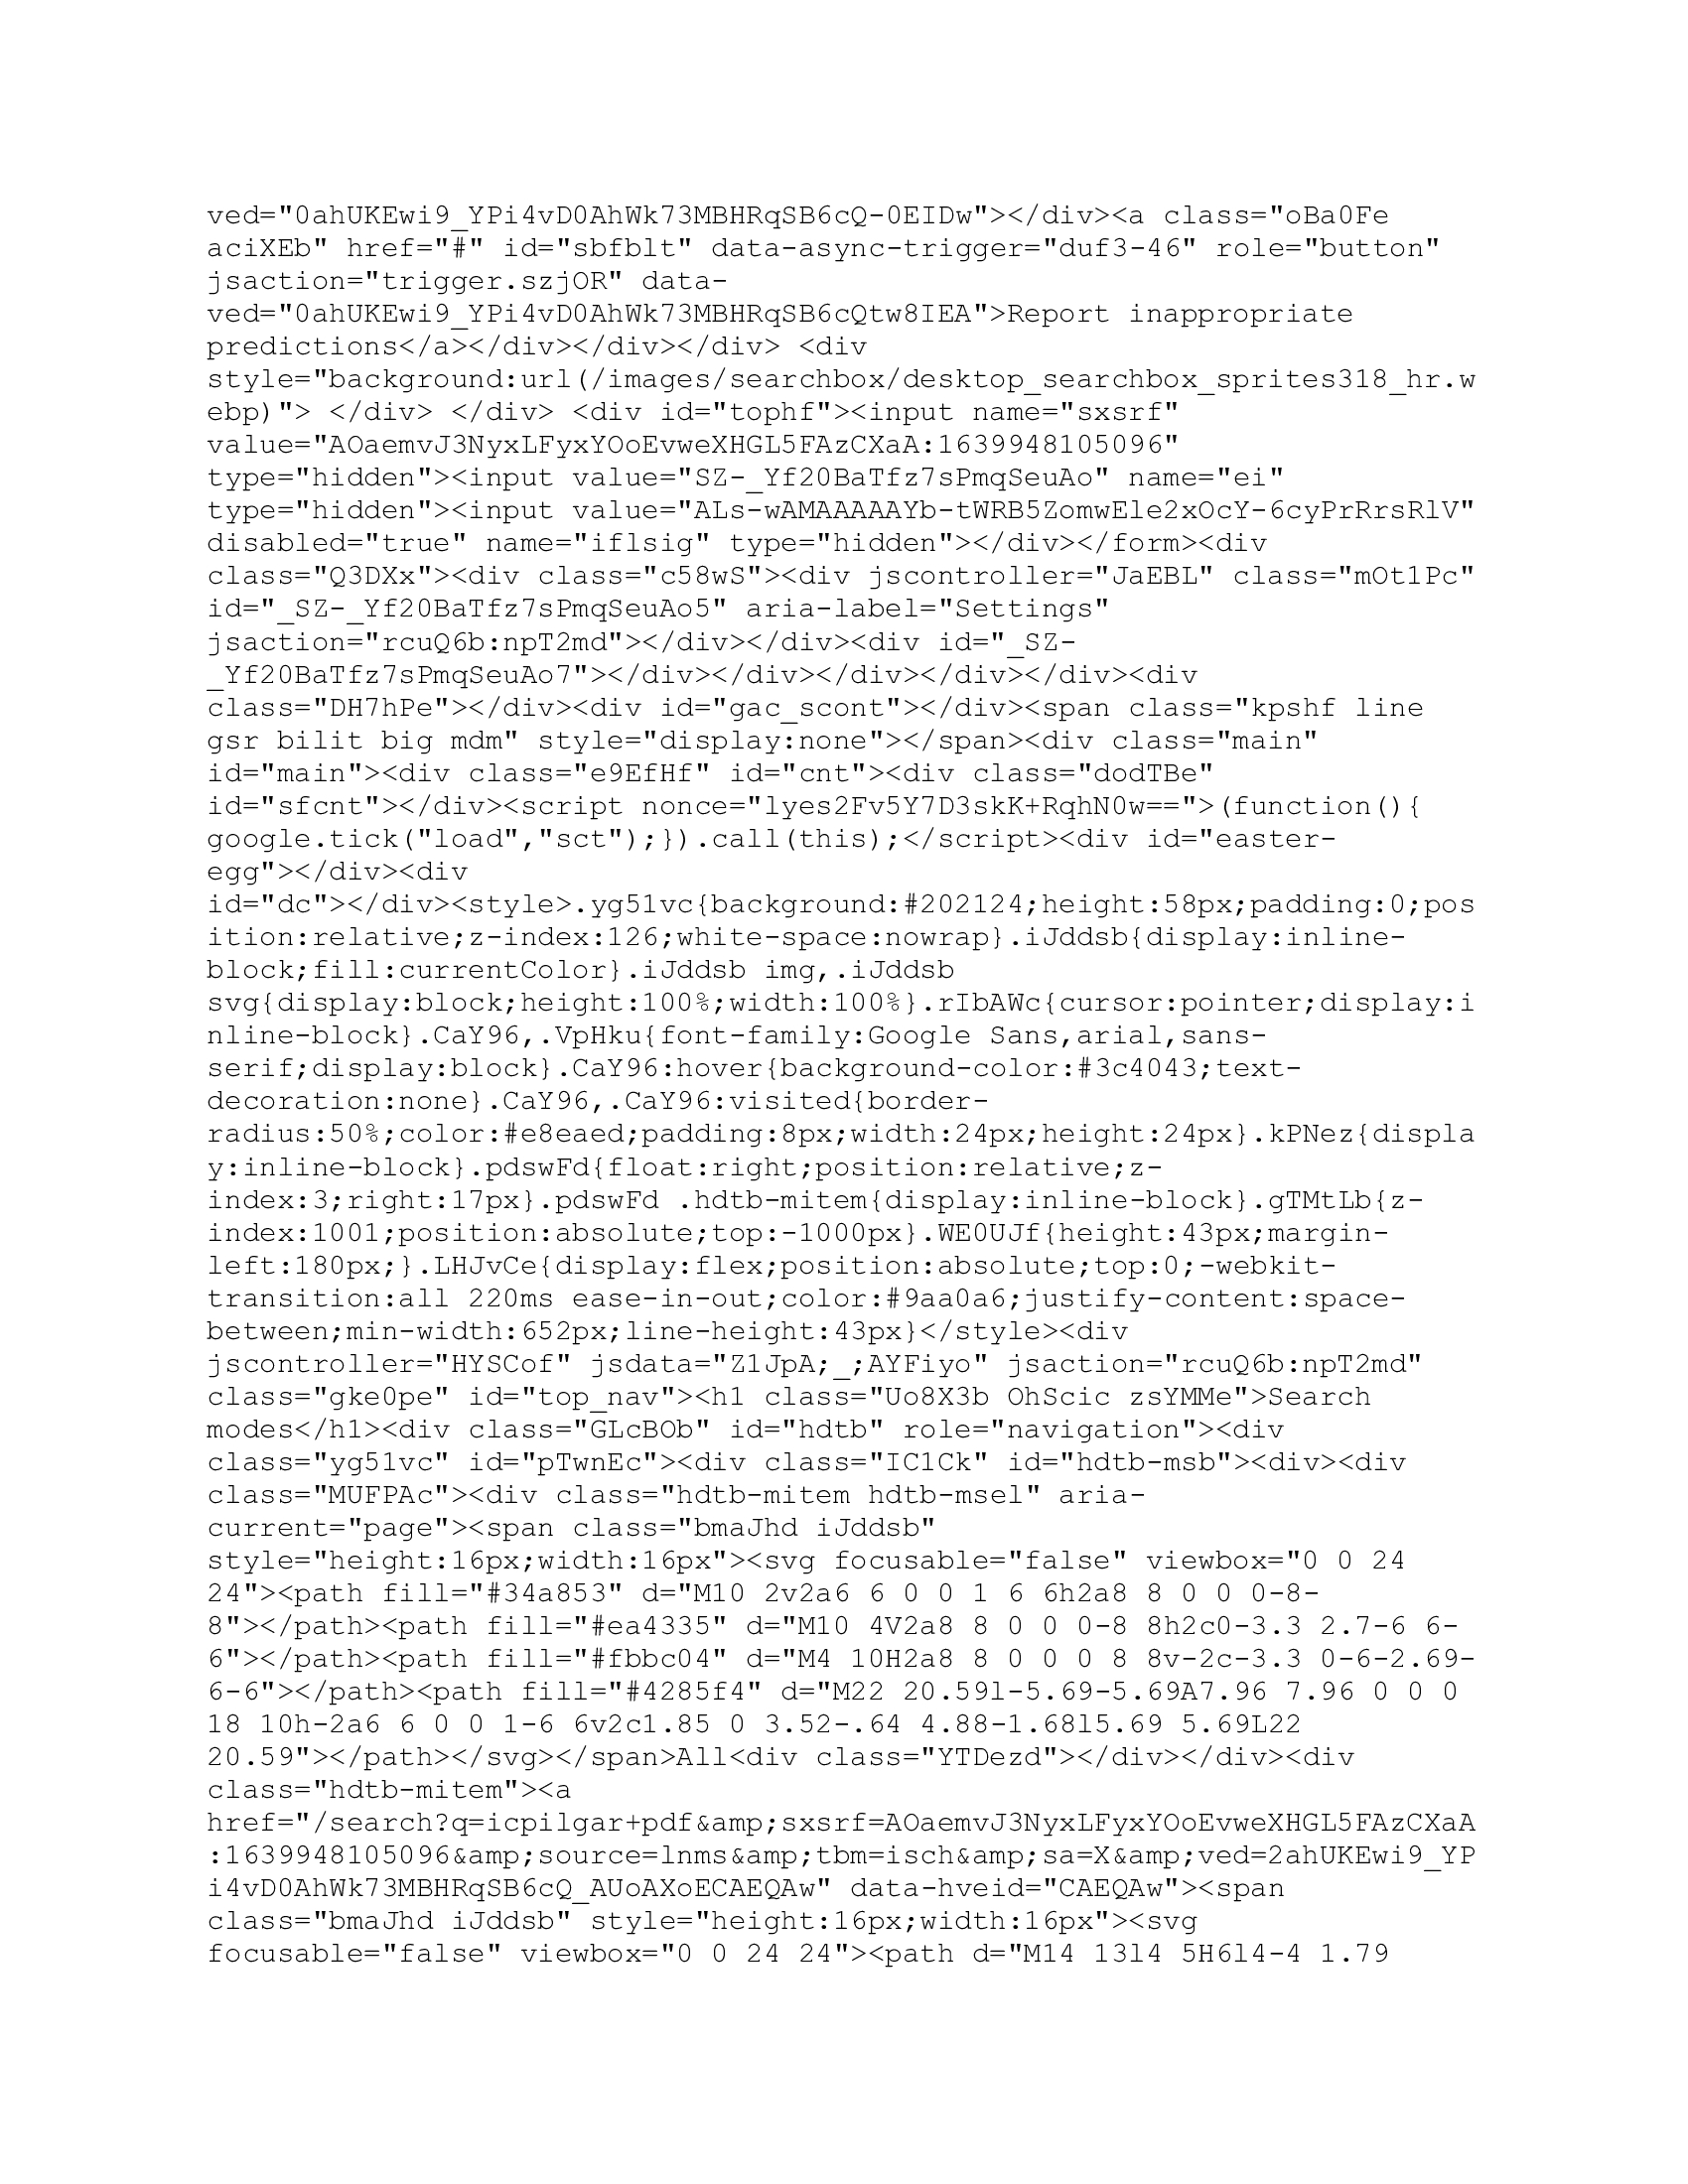 ved="0ahUKEwi9_YPi4vD0AhWk73MBHRqSB6cQ-0EIDw"></div><a class="oBa0Fe
aciXEb" href="#" id="sbfblt" data-async-trigger="duf3-46" role="button"
jsaction="trigger.szjOR" data-
ved="0ahUKEwi9_YPi4vD0AhWk73MBHRqSB6cQtw8IEA">Report inappropriate
predictions</a></div></div></div> <div
style="background:url(/images/searchbox/desktop_searchbox_sprites318_hr.w
ebp)"> </div> </div> <div id="tophf"><input name="sxsrf"
value="AOaemvJ3NyxLFyxYOoEvweXHGL5FAzCXaA:1639948105096"
type="hidden"><input value="SZ-_Yf20BaTfz7sPmqSeuAo" name="ei"
type="hidden"><input value="ALs-wAMAAAAAYb-tWRB5ZomwEle2xOcY-6cyPrRrsRlV"
disabled="true" name="iflsig" type="hidden"></div></form><div
class="Q3DXx"><div class="c58wS"><div jscontroller="JaEBL" class="mOt1Pc"
id="_SZ-_Yf20BaTfz7sPmqSeuAo5" aria-label="Settings"
jsaction="rcuQ6b:npT2md"></div></div><div id="_SZ-
_Yf20BaTfz7sPmqSeuAo7"></div></div></div></div></div><div
class="DH7hPe"></div><div id="gac_scont"></div><span class="kpshf line
gsr bilit big mdm" style="display:none"></span><div class="main"
id="main"><div class="e9EfHf" id="cnt"><div class="dodTBe"
id="sfcnt"></div><script nonce="lyes2Fv5Y7D3skK+RqhN0w==">(function(){
google.tick("load","sct");}).call(this);</script><div id="easter-
egg"></div><div
id="dc"></div><style>.yg51vc{background:#202124;height:58px;padding:0;pos
ition:relative;z-index:126;white-space:nowrap}.iJddsb{display:inline-
block;fill:currentColor}.iJddsb img,.iJddsb
svg{display:block;height:100%;width:100%}.rIbAWc{cursor:pointer;display:i
nline-block}.CaY96,.VpHku{font-family:Google Sans,arial,sans-
serif;display:block}.CaY96:hover{background-color:#3c4043;text-
decoration:none}.CaY96,.CaY96:visited{border-
radius:50%;color:#e8eaed;padding:8px;width:24px;height:24px}.kPNez{displa
y:inline-block}.pdswFd{float:right;position:relative;z-
index:3;right:17px}.pdswFd .hdtb-mitem{display:inline-block}.gTMtLb{z-
index:1001;position:absolute;top:-1000px}.WE0UJf{height:43px;margin-
left:180px;}.LHJvCe{display:flex;position:absolute;top:0;-webkit-
transition:all 220ms ease-in-out;color:#9aa0a6;justify-content:space-
between;min-width:652px;line-height:43px}</style><div
jscontroller="HYSCof" jsdata="Z1JpA;_;AYFiyo" jsaction="rcuQ6b:npT2md"
class="gke0pe" id="top_nav"><h1 class="Uo8X3b OhScic zsYMMe">Search
modes</h1><div class="GLcBOb" id="hdtb" role="navigation"><div
class="yg51vc" id="pTwnEc"><div class="IC1Ck" id="hdtb-msb"><div><div
class="MUFPAc"><div class="hdtb-mitem hdtb-msel" aria-
current="page"><span class="bmaJhd iJddsb"
style="height:16px;width:16px"><svg focusable="false" viewbox="0 0 24
24"><path fill="#34a853" d="M10 2v2a6 6 0 0 1 6 6h2a8 8 0 0 0-8-
8"></path><path fill="#ea4335" d="M10 4V2a8 8 0 0 0-8 8h2c0-3.3 2.7-6 6-
6"></path><path fill="#fbbc04" d="M4 10H2a8 8 0 0 0 8 8v-2c-3.3 0-6-2.69-
6-6"></path><path fill="#4285f4" d="M22 20.59l-5.69-5.69A7.96 7.96 0 0 0
18 10h-2a6 6 0 0 1-6 6v2c1.85 0 3.52-.64 4.88-1.68l5.69 5.69L22
20.59"></path></svg></span>All<div class="YTDezd"></div></div><div
class="hdtb-mitem"><a
href="/search?q=icpilgar+pdf&amp;sxsrf=AOaemvJ3NyxLFyxYOoEvweXHGL5FAzCXaA
:1639948105096&amp;source=lnms&amp;tbm=isch&amp;sa=X&amp;ved=2ahUKEwi9_YP
i4vD0AhWk73MBHRqSB6cQ_AUoAXoECAEQAw" data-hveid="CAEQAw"><span
class="bmaJhd iJddsb" style="height:16px;width:16px"><svg
focusable="false" viewbox="0 0 24 24"><path d="M14 13l4 5H6l4-4 1.79